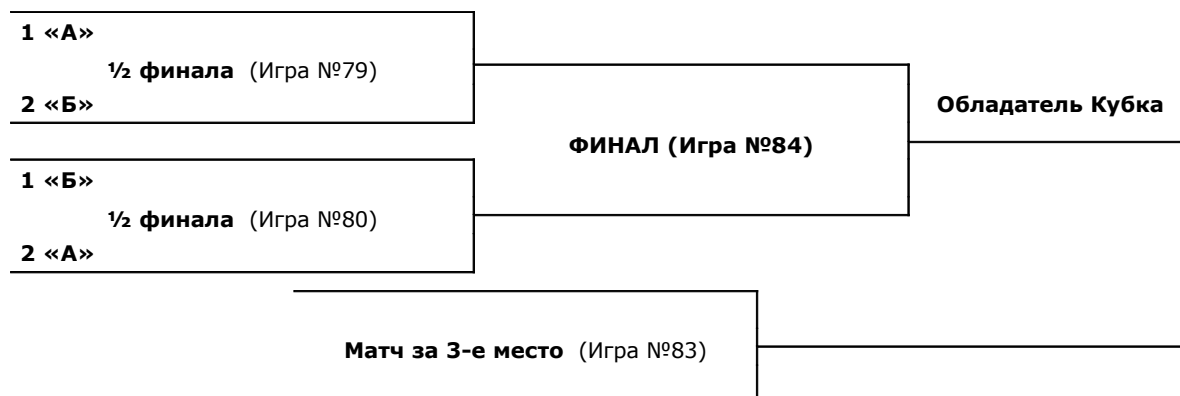 1 «А»
½ финала (Игра №79)
2 «Б»
Обладатель Кубка
ФИНАЛ (Игра №84)
1 «Б»
½ финала (Игра №80)
2 «А»
Матч за 3-е место (Игра №83)